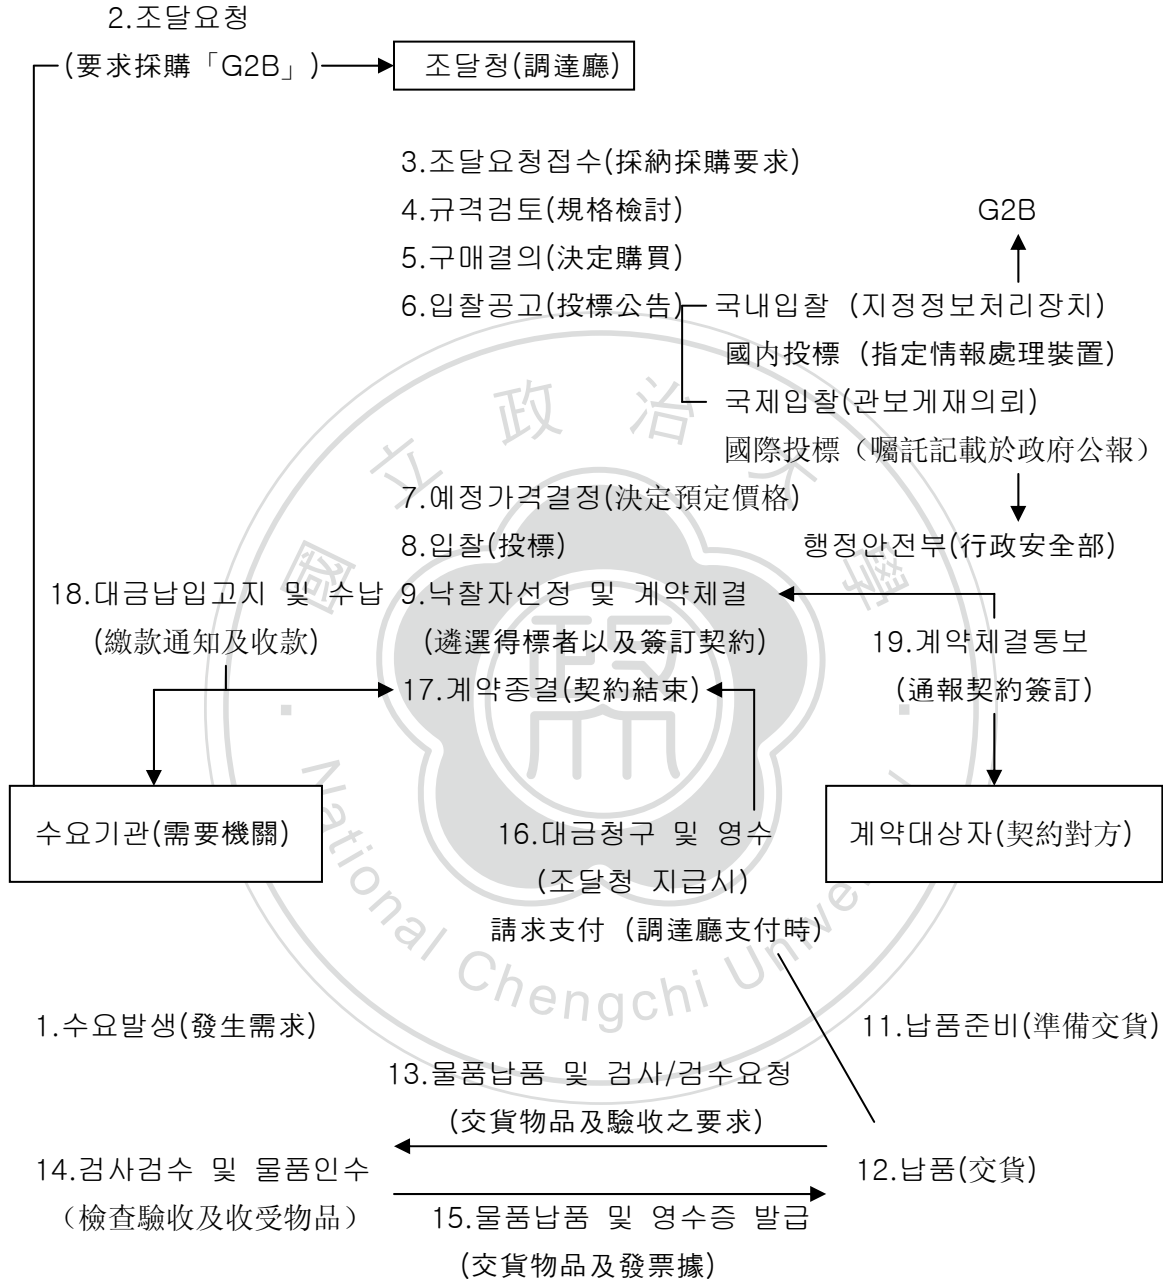 2.조달요청
(要求採購「G2B」)
조달청(調達廳)
3.조달요청접수(採納採購要求)
4.규격검토(規格檢討)
G2B
5.구매결의(決定購買)
6.입찰공고(投標公告)
국내입찰 (지정정보처리장치)
國内投標 (指定情報處理裝置)
국제입찰(관보게재의뢰)
國際投標（囑託記載於政府公報）
7.예정가격결정(決定預定價格)
8.입찰(投標)
행정안전부(行政安全部)
18.대금납입고지 및 수납
(繳款通知及收款)
9.낙찰자선정 및 계약체결
(遴選得標者以及簽訂契約)
19.계약체결통보
(通報契約簽訂)
17.계약종결(契約結束)
수요기관(需要機關)
16.대금청구 및 영수
(조달청 지급시)
請求支付 (調達廳支付時)
계약대상자(契約對方)
1.수요발생(發生需求)
11.납품준비(準備交貨)
13.물품납품 및 검사/검수요청
(交貨物品及驗收之要求)
14.검사검수 및 물품인수
（檢查驗收及收受物品）
12.납품(交貨)
15.물품납품 및 영수증 발급
(交貨物品及發票據)
國立政治大學
National Chengchi University